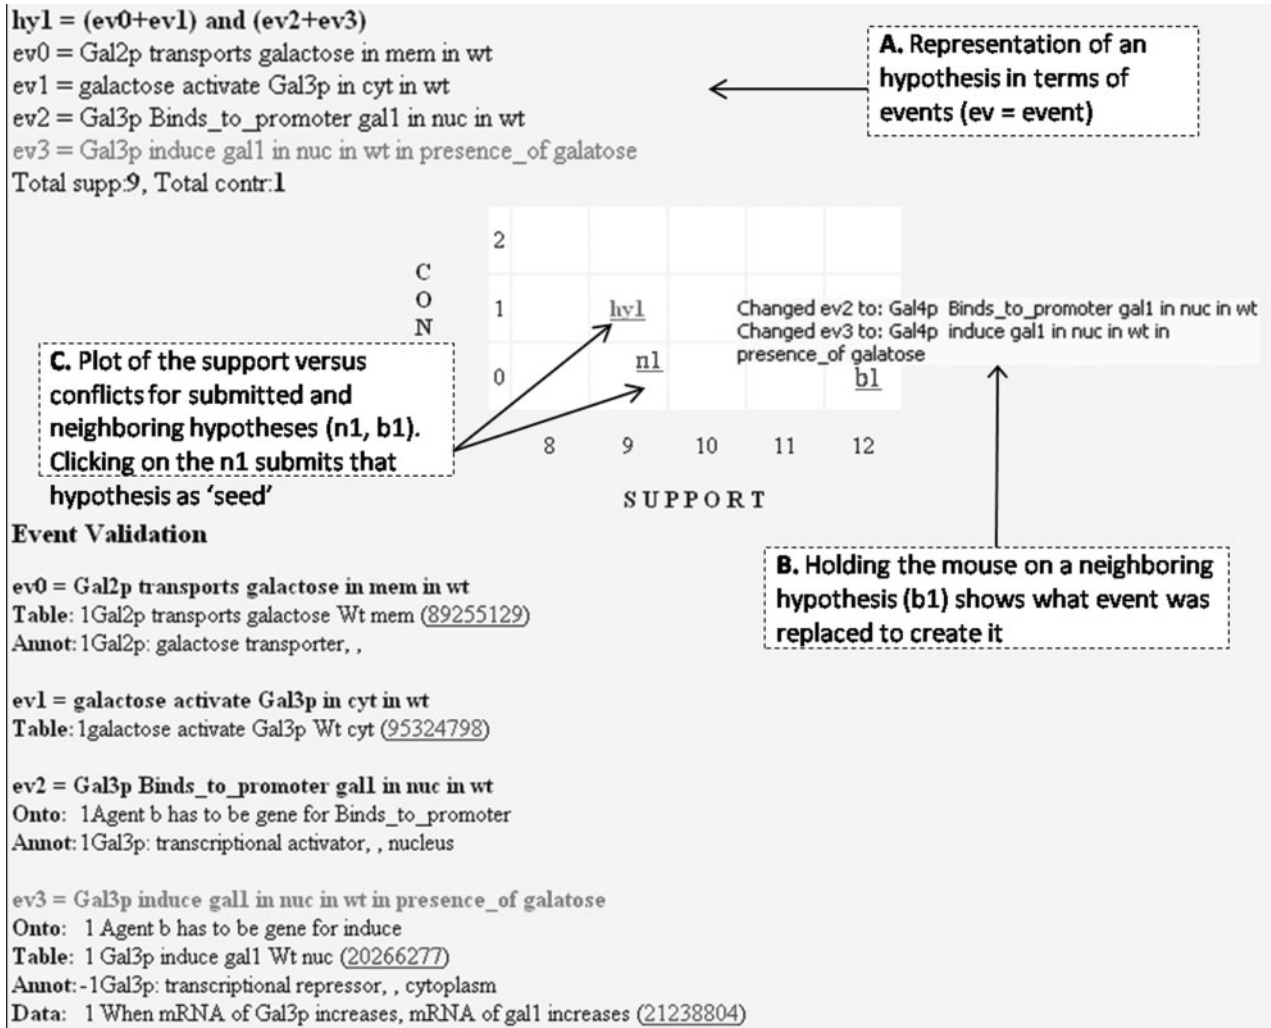 hy1 = (ev0+ev1) and (ev2+ev3)
ev0 = Gal2p transports galactose in mem in wt
ev1 = galactose activate Gal3p in cyt in wt
ev2 = Gal3p Binds_to_promoter gal1 in nuc in wt
ev3 = Gal3p induce gal1 in nuc in wt in presence_of galatose
Total supp:9, Total contr:1
A. Representation of an
hypothesis in terms of
events (ev = event)
2
C
O
N
1
0
hy1
n1
b1
Changed ev2 to: Gal4p Binds_to_promoter gal1 in nuc in wt
Changed ev3 to: Gal4p induce gal1 in nuc in wt in
presence_of galatose
8 9 10 11 12
SUPPORT
C. Plot of the support versus
conflicts for submitted and
neighboring hypotheses (n1, b1).
Clicking on the n1 submits that
hypothesis as ‘seed’
B. Holding the mouse on a neighboring
hypothesis (b1) shows what event was
replaced to create it
Event Validation
ev0 = Gal2p transports galactose in mem in wt
Table: 1Gal2p transports galactose Wt mem (89255129)
Annot: 1Gal2p: galactose transporter, ,
ev1 = galactose activate Gal3p in cyt in wt
Table: 1galactose activate Gal3p Wt cyt (95324798)
ev2 = Gal3p Binds_to_promoter gal1 in nuc in wt
Onto: 1Agent b has to be gene for Binds_to_promoter
Annot: 1Gal3p: transcriptional activator, , nucleus
ev3 = Gal3p induce gal1 in nuc in wt in presence_of galatose
Onto: 1 Agent b has to be gene for induce
Table: 1 Gal3p induce gal1 Wt nuc (20266277)
Annot:-1Gal3p: transcriptional repressor, , cytoplasm
Data: 1 When mRNA of Gal3p increases, mRNA of gal1 increases (21238804)